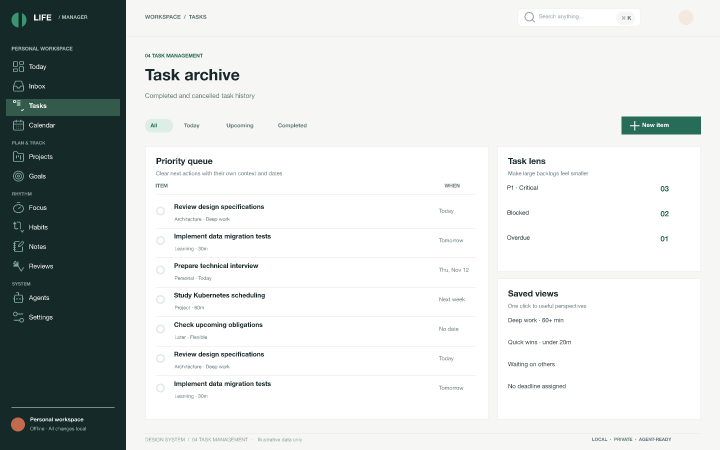 LIFE / MANAGER
PERSONAL WORKSPACE
Today
Inbox
Tasks
Calendar
PLAN & TRACK
Projects
Goals
RHYTHM
Focus
Habits
Notes
Reviews
SYSTEM
Agents
Settings
Personal workspace
Offline · All changes local
WORKSPACE / TASKS
Search anything...
⌘ K
04 TASK MANAGEMENT
Task archive
Completed and cancelled task history
All Today Upcoming Completed
New item
Priority queue
Clear next actions with their own context and dates
ITEM WHEN
Review design specifications
Architecture · Deep work
Today
Implement data migration tests
Learning · 30m
Tomorrow
Prepare technical interview
Personal · Today
Thu, Nov 12
Study Kubernetes scheduling
Project · 60m
Next week
Check upcoming obligations
Later · Flexible
No date
Review design specifications
Architecture · Deep work
Today
Implement data migration tests
Learning · 30m
Tomorrow
Task lens
Make large backlogs feel smaller
P1 · Critical 03
Blocked 02
Overdue 01
Saved views
One click to useful perspectives
Deep work · 60+ min
Quick wins · under 20m
Waiting on others
No deadline assigned
DESIGN SYSTEM / 04 TASK MANAGEMENT · Illustrative data only
LOCAL · PRIVATE · AGENT-READY